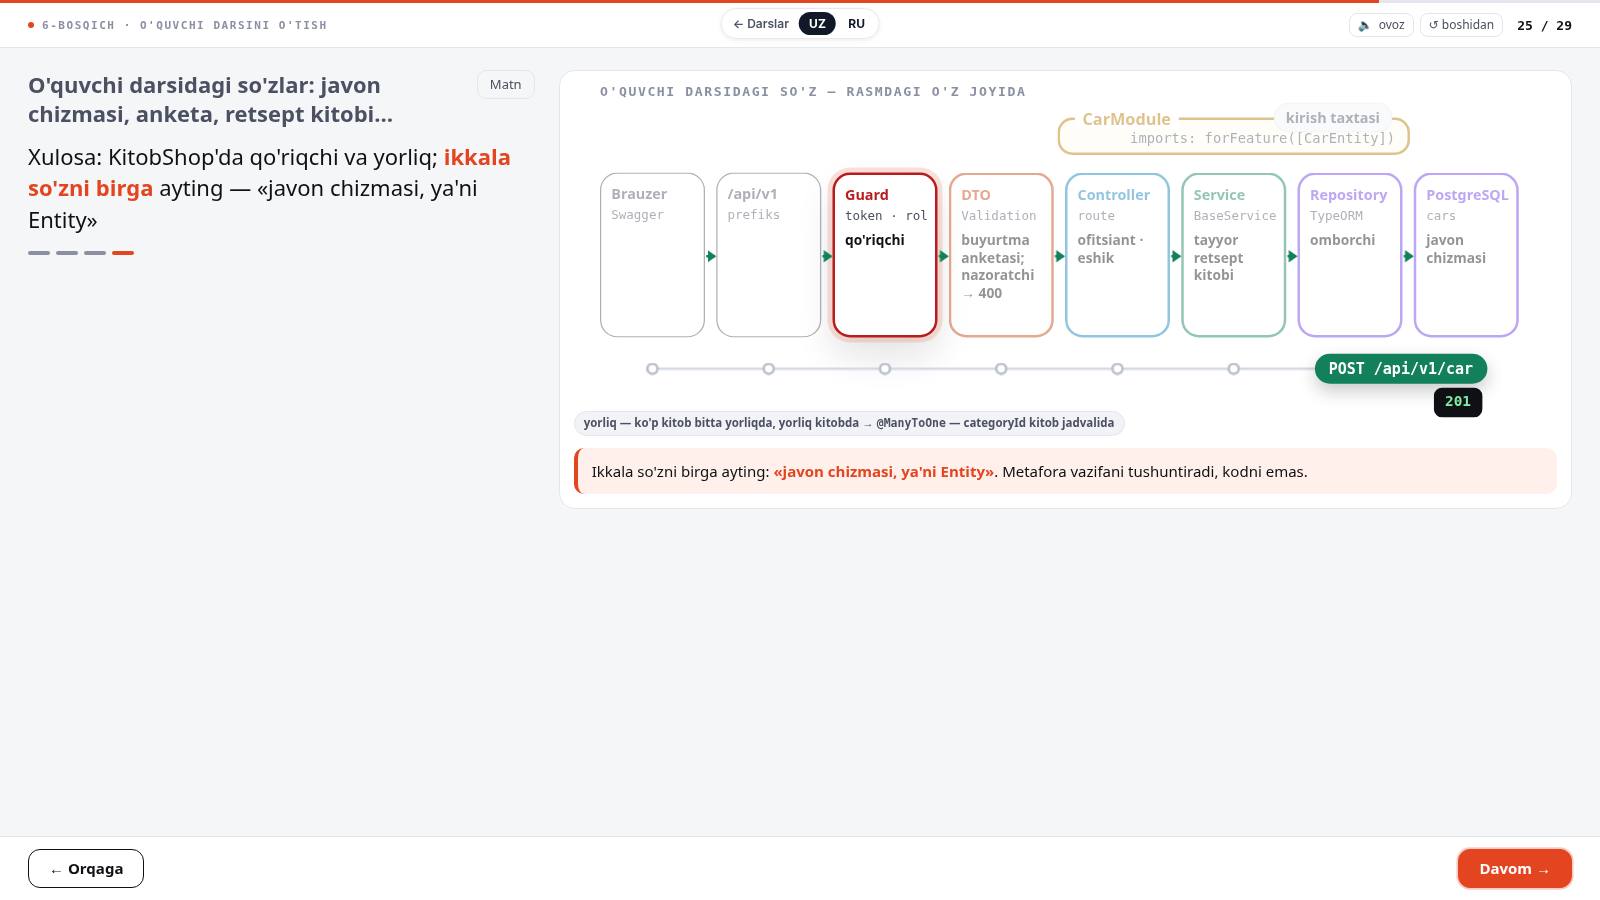 6-BOSQICH · O'QUVCHI DARSINI O'TISH
← Darslar UZ RU
🔈 ovoz ↺ boshidan 25 / 29
O'quvchi darsidagi so'zlar: javon
chizmasi, anketa, retsept kitobi...
Matn
Xulosa: KitobShop'da qo'riqchi va yorliq; ikkala
so'zni birga ayting — «javon chizmasi, ya'ni
Entity»
O'QUVCHI DARSIDAGI SO'Z — RASMDAGI O'Z JOYIDA
CarModule
kirish taxtasi
imports: forFeature([CarEntity])
Brauzer
Swagger
/api/v1
prefiks
Guard
token · rol
qo'riqchi
DTO
Validation
buyurtma
anketasi;
nazoratchi
→ 400
Controller
route
ofitsiant ·
eshik
Service
BaseService
tayyor
retsept
kitobi
Repository
TypeORM
omborchi
PostgreSQL
cars
javon
chizmasi
POST /api/v1/car
201
yorliq — ko'p kitob bitta yorliqda, yorliq kitobda → @ManyToOne — categoryId kitob jadvalida
Ikkala so'zni birga ayting: «javon chizmasi, ya'ni Entity». Metafora vazifani tushuntiradi, kodni emas.
← Orqaga
Davom →